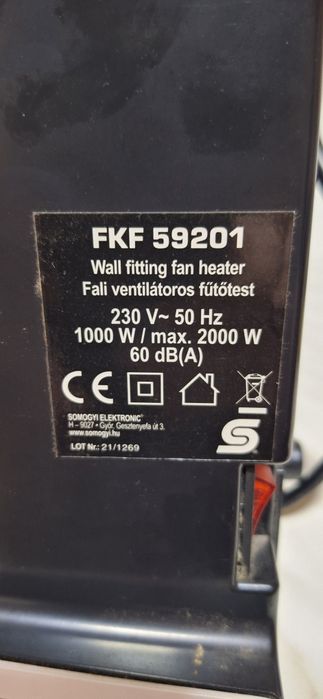 FKF 59201
Wall fitting fan heater
Fali ventilátoros fűtőtest
230 V~ 50 Hz
1000 W / max. 2000 W
60 dB(A)
CE
SOMOGYI ELEKTRONIC®
H – 9027 • Győr, Gesztenyefa út 3.
www.somogyi.hu
LOT Nr.: 21/1269